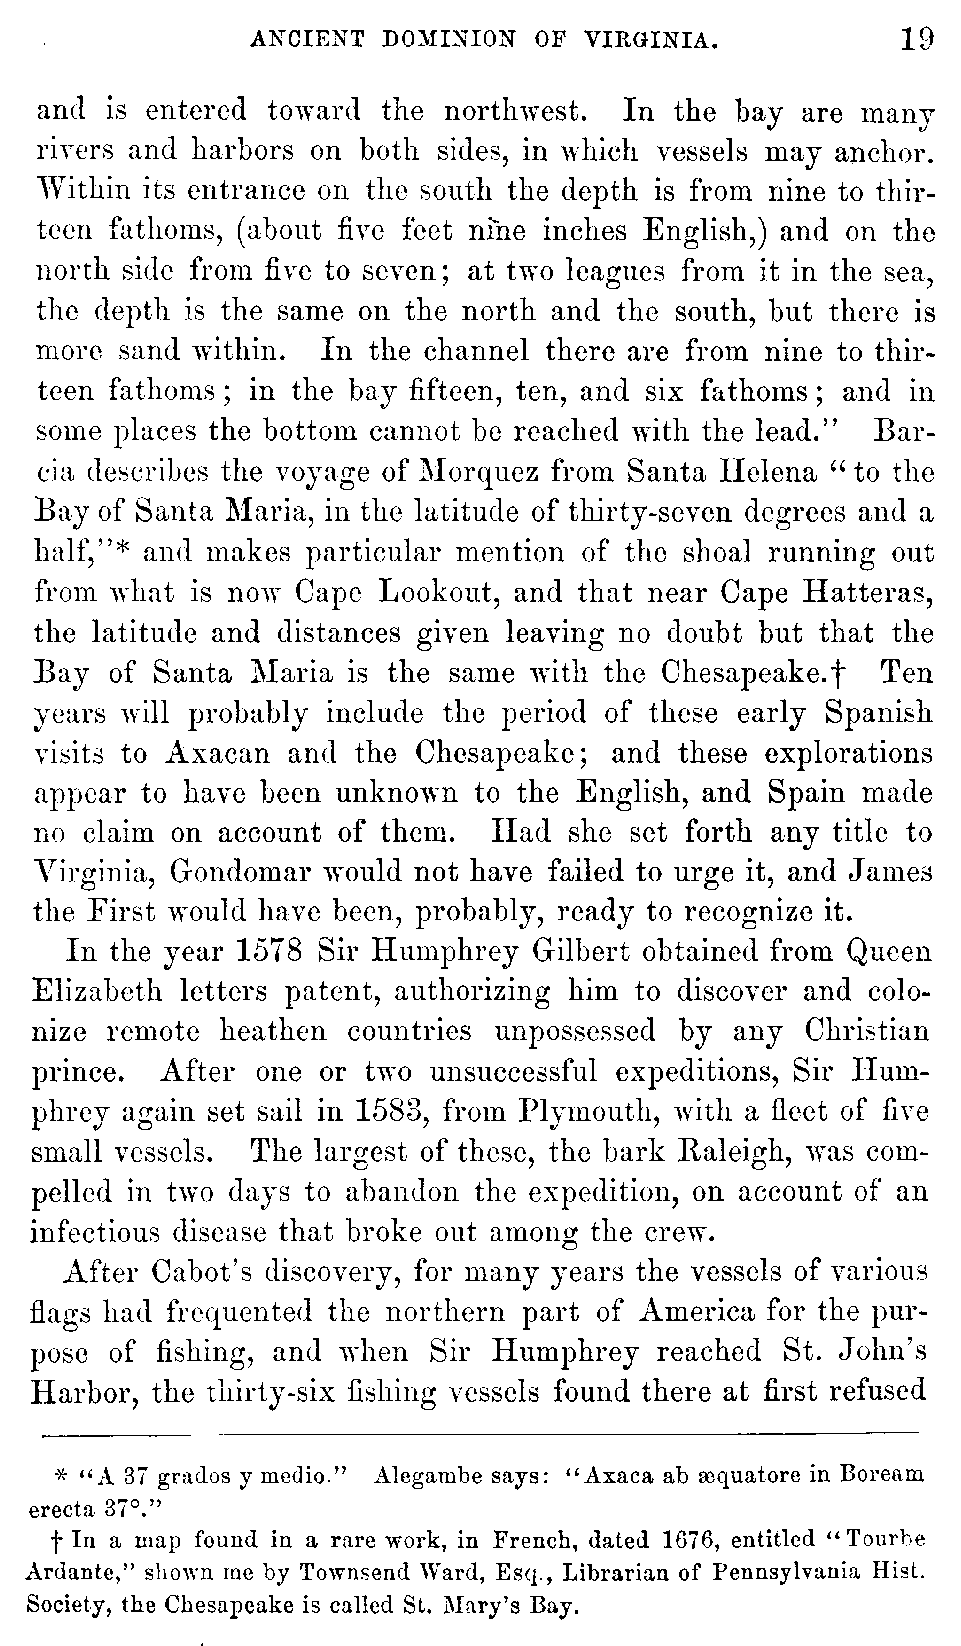 ANCIENT DOMINION OF VIRGINIA. 19
and is entered toward the northwest. In the bay are many
rivers and harbors on both sides, in which vessels may anchor.
Within its entrance on the south the depth is from nine to thir-
teen fathoms, (about five feet nine inches English,) and on the
north side from five to seven; at two leagues from it in the sea,
the depth is the same on the north and the south, but there is
more sand within. In the channel there are from nine to thir-
teen fathoms; in the bay fifteen, ten, and six fathoms; and in
some places the bottom cannot be reached with the lead." Bar-
cia describes the voyage of Morquez from Santa Helena "to the
Bay of Santa Maria, in the latitude of thirty-seven degrees and a
half,"* and makes particular mention of the shoal running out
from what is now Cape Lookout, and that near Cape Hatteras,
the latitude and distances given leaving no doubt but that the
Bay of Santa Maria is the same with the Chesapeake.† Ten
years will probably include the period of these early Spanish
visits to Axacan and the Chesapeake; and these explorations
appear to have been unknown to the English, and Spain made
no claim on account of them. Had she set forth any title to
Virginia, Gondomar would not have failed to urge it, and James
the First would have been, probably, ready to recognize it.
In the year 1578 Sir Humphrey Gilbert obtained from Queen
Elizabeth letters patent, authorizing him to discover and colo-
nize remote heathen countries unpossessed by any Christian
prince. After one or two unsuccessful expeditions, Sir Hum-
phrey again set sail in 1583, from Plymouth, with a fleet of five
small vessels. The largest of these, the bark Raleigh, was com-
pelled in two days to abandon the expedition, on account of an
infectious disease that broke out among the crew.
After Cabot's discovery, for many years the vessels of various
flags had frequented the northern part of America for the pur-
pose of fishing, and when Sir Humphrey reached St. John's
Harbor, the thirty-six fishing vessels found there at first refused
* "A 37 grados y medio." Alegambe says: "Axaca ab æquatore in Boream
erecta 37°."
† In a map found in a rare work, in French, dated 1676, entitled "Tourbe
Ardante," shown me by Townsend Ward, Esq., Librarian of Pennsylvania Hist.
Society, the Chesapeake is called St. Mary's Bay.